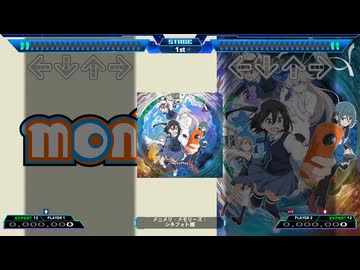 STAGE
1st
mon
EXPERT 12 PLAYER 1
0,000,000
メニメリ・メモリーズ・
シネフォト版
PLAYER 2 EXPERT 12
0,000,000